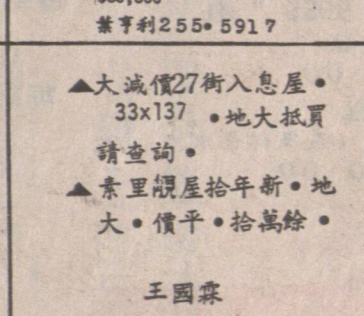 葉亨利255•5917
▲大減價27街入息屋•
33x137 •地大抵買
請查詢•
▲素里靚屋拾年新•地
大•價平•拾萬餘•
王國霖